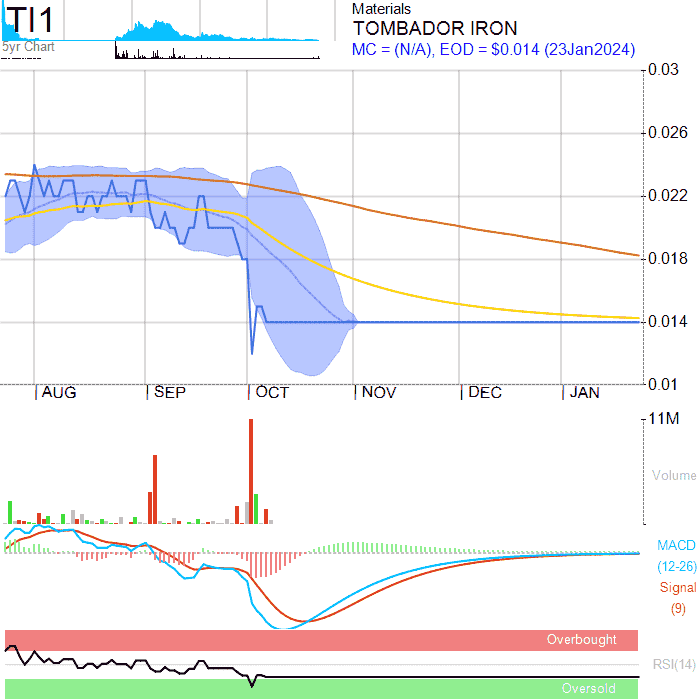 TI1
5yr Chart
Materials
TOMBADOR IRON
MC = (N/A), EOD = $0.014 (23Jan2024)
0.03
0.026
0.022
0.018
0.014
0.01
AUG SEP OCT NOV DEC JAN
11M
Volume
MACD
(12-26)
Signal
(9)
Overbought
RSI(14)
Oversold